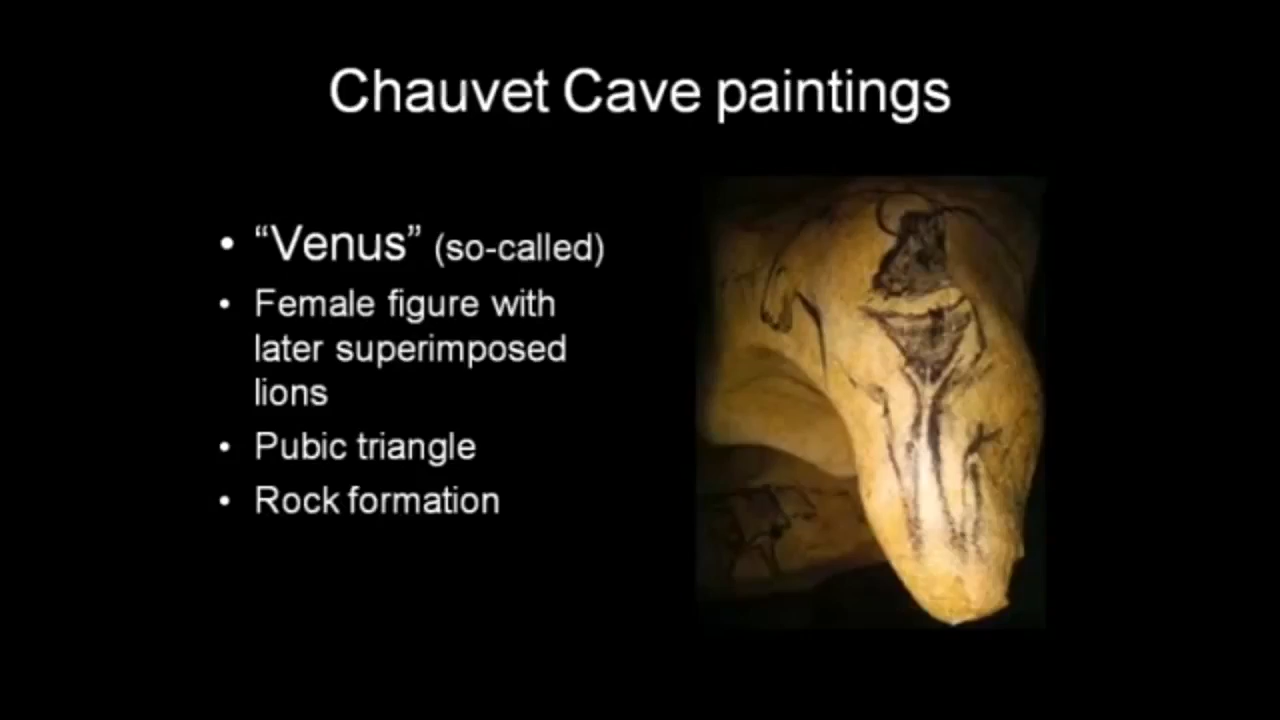 Chauvet Cave paintings
• “Venus” (so-called)
• Female figure with
later superimposed
lions
• Pubic triangle
• Rock formation